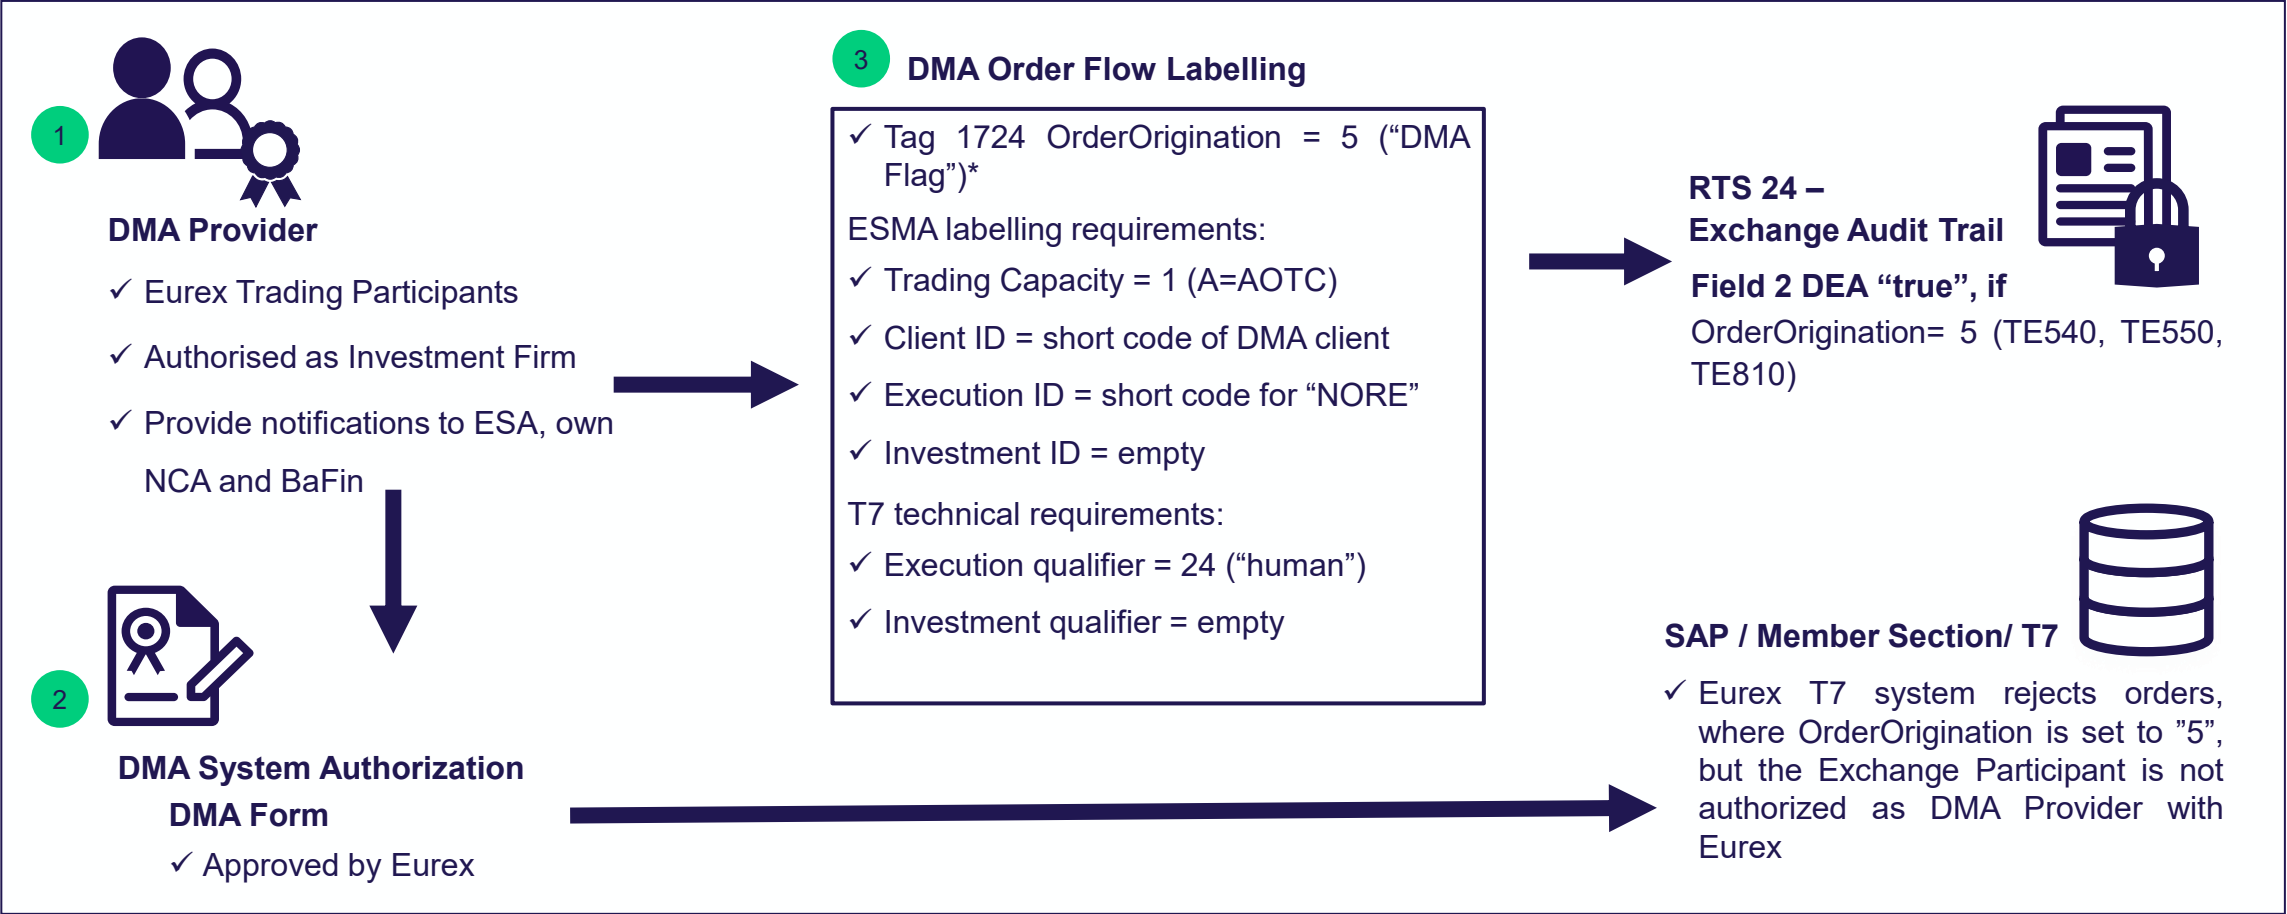 1
DMA Provider
✓ Eurex Trading Participants
✓ Authorised as Investment Firm
✓ Provide notifications to ESA, own
NCA and BaFin
2
DMA System Authorization
DMA Form
✓ Approved by Eurex
3
DMA Order Flow Labelling
✓ Tag 1724 OrderOrigination = 5 (“DMA
Flag”)*
ESMA labelling requirements:
✓ Trading Capacity = 1 (A=AOTC)
✓ Client ID = short code of DMA client
✓ Execution ID = short code for “NORE”
✓ Investment ID = empty
T7 technical requirements:
✓ Execution qualifier = 24 (“human”)
✓ Investment qualifier = empty
RTS 24 –
Exchange Audit Trail
Field 2 DEA “true”, if
OrderOrigination= 5 (TE540, TE550,
TE810)
SAP / Member Section/ T7
✓ Eurex T7 system rejects orders,
where OrderOrigination is set to ”5”,
but the Exchange Participant is not
authorized as DMA Provider with
Eurex